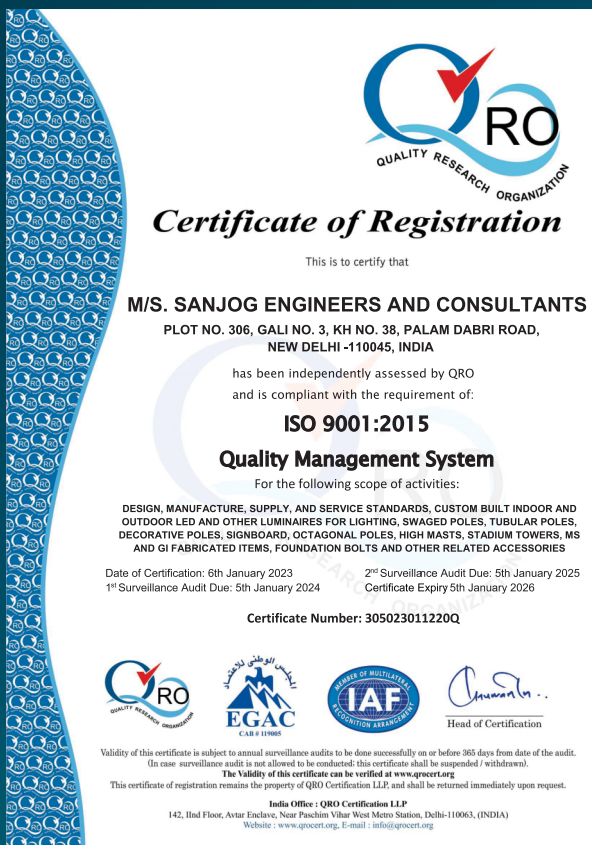 QRO
QUALITY RESEARCH ORGANIZATION
Certificate of Registration
This is to certify that
M/S. SANJOG ENGINEERS AND CONSULTANTS
PLOT NO. 306, GALI NO. 3, KH NO. 38, PALAM DABRI ROAD,
NEW DELHI -110045, INDIA
has been independently assessed by QRO
and is compliant with the requirement of:
ISO 9001:2015
Quality Management System
For the following scope of activities:
DESIGN, MANUFACTURE, SUPPLY, AND SERVICE STANDARDS, CUSTOM BUILT INDOOR AND
OUTDOOR LED AND OTHER LUMINAIRES FOR LIGHTING, SWAGED POLES, TUBULAR POLES,
DECORATIVE POLES, SIGNBOARD, OCTAGONAL POLES, HIGH MASTS, STADIUM TOWERS, MS
AND GI FABRICATED ITEMS, FOUNDATION BOLTS AND OTHER RELATED ACCESSORIES
Date of Certification: 6th January 2023 2nd Surveillance Audit Due: 5th January 2025
1st Surveillance Audit Due: 5th January 2024 Certificate Expiry 5th January 2026
Certificate Number: 305023011220Q
QRO
QUALITY RESEARCH ORGANIZATION
المجلس الوطني للاعتماد
EGAC
CAB # 119005
MEMBER OF MULTILATERAL
IAF
RECOGNITION ARRANGEMENT
Head of Certification
Validity of this certificate is subject to annual surveillance audits to be done successfully on or before 365 days from date of the audit.
(In case surveillance audit is not allowed to be conducted; this certificate shall be suspended / withdrawn).
The Validity of this certificate can be verified at www.qrocert.org
This certificate of registration remains the property of QRO Certification LLP, and shall be returned immediately upon request.
India Office : QRO Certification LLP
142, IInd Floor, Avtar Enclave, Near Paschim Vihar West Metro Station, Delhi-110063, (INDIA)
Website : www.qrocert.org, E-mail : info@qrocert.org